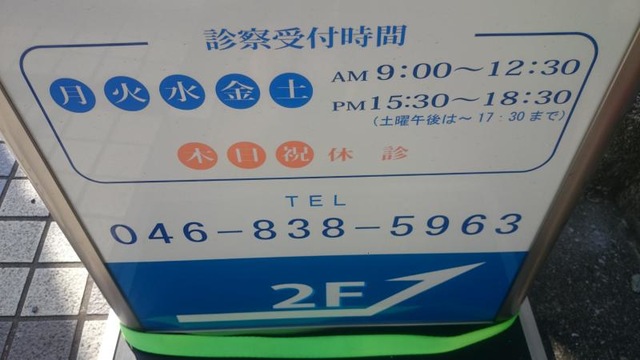 診察受付時間
月火水金土 AM 9:00～12:30
PM 15:30～18:30
(土曜午後は～17:30まで)
木日祝休診
TEL
046-838-5963
2F